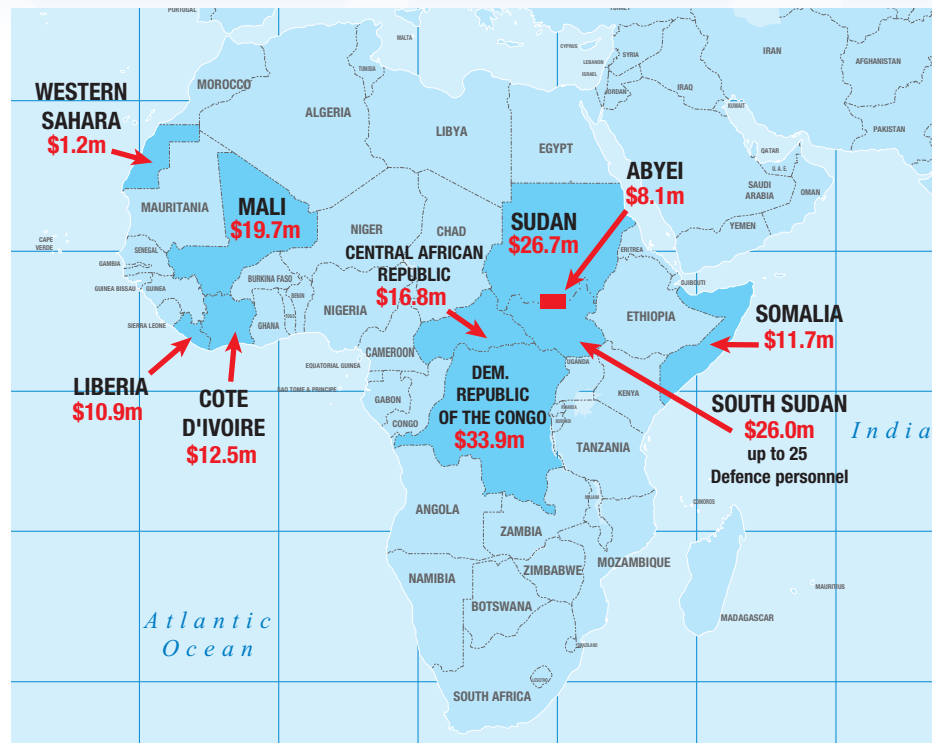 PORTUGAL
TURKEY
MALTA
CYPRUS
SYRIA
LEBANON
ISRAEL
JORDAN
IRAQ
IRAN
AFGHANISTAN
PAKISTAN
KUWAIT
QATAR
U. A. E.
SAUDI
ARABIA
OMAN
YEMEN
MOROCCO
TUNISIA
ALGERIA
LIBYA
EGYPT
WESTERN
SAHARA
$1.2m
MAURITANIA
MALI
$19.7m
NIGER
CHAD
SUDAN
$26.7m
ABYEI
$8.1m
ERITREA
DJIBOUTI
CAPE
VERDE
SENEGAL
GAMBIA
GUINEA BISSAU
GUINEA
SIERRA LEONE
BURKINA FASO
BENIN
TOGO
GHANA
NIGERIA
CENTRAL AFRICAN
REPUBLIC
$16.8m
ETHIOPIA
SOMALIA
$11.7m
LIBERIA
$10.9m
COTE
D'IVOIRE
$12.5m
CAMEROON
EQUATORIAL GUINEA
SAO TOME & PRINCIPE
GABON
CONGO
DEM.
REPUBLIC
OF THE CONGO
$33.9m
UGANDA
KENYA
RWANDA
BURUNDI
TANZANIA
SOUTH SUDAN
$26.0m
up to 25
Defence personnel
India
COMOROS
ANGOLA
ZAMBIA
MALAWI
ZIMBABWE
MOZAMBIQUE
NAMIBIA
BOTSWANA
MADAGASCAR
MAURITIUS
SWAZILAND
LESOTHO
SOUTH AFRICA
Atlantic
Ocean